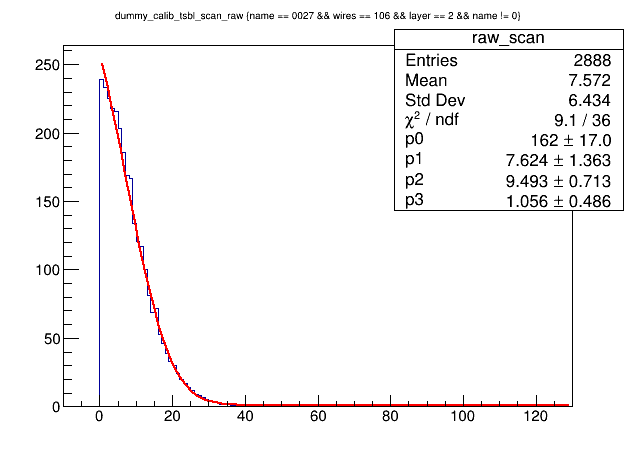 dummy_calib_tsbl_scan_raw {name == 0027 && wires == 106 && layer == 2 && name != 0}
raw_scan
Entries 2888
Mean 7.572
Std Dev 6.434
χ² / ndf 9.1 / 36
p0 162 ± 17.0
p1 7.624 ± 1.363
p2 9.493 ± 0.713
p3 1.056 ± 0.486
250
200
150
100
50
0
0 20 40 60 80 100 120